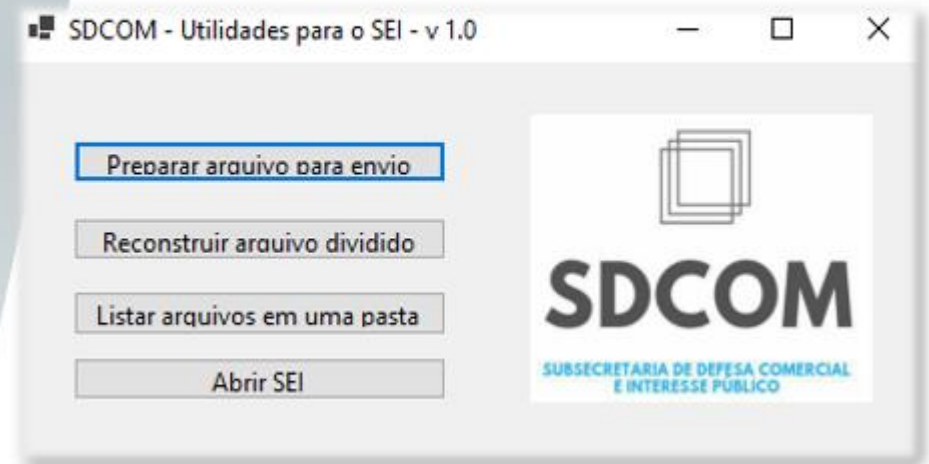 SDCOM - Utilidades para o SEI - v 1.0
Preparar arquivo para envio
Reconstruir arquivo dividido
Listar arquivos em uma pasta
Abrir SEI
SDCOM
SUBSECRETARIA DE DEFESA COMERCIAL
E INTERESSE PÚBLICO